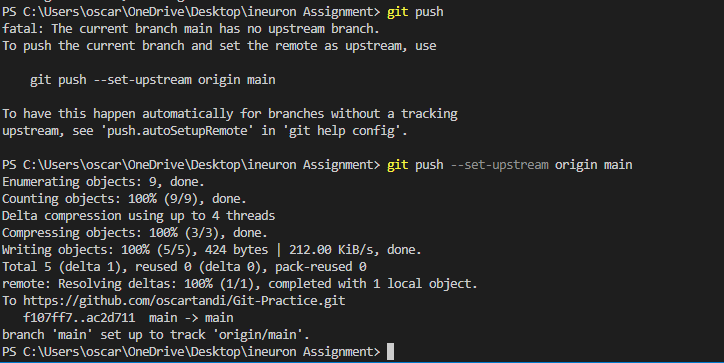 PS C:\Users\oscar\OneDrive\Desktop\ineuron Assignment> git push
fatal: The current branch main has no upstream branch.
To push the current branch and set the remote as upstream, use
    git push --set-upstream origin main
To have this happen automatically for branches without a tracking
upstream, see 'push.autoSetupRemote' in 'git help config'.
PS C:\Users\oscar\OneDrive\Desktop\ineuron Assignment> git push --set-upstream origin main
Enumerating objects: 9, done.
Counting objects: 100% (9/9), done.
Delta compression using up to 4 threads
Compressing objects: 100% (3/3), done.
Writing objects: 100% (5/5), 424 bytes | 212.00 KiB/s, done.
Total 5 (delta 1), reused 0 (delta 0), pack-reused 0
remote: Resolving deltas: 100% (1/1), completed with 1 local object.
To https://github.com/oscartandi/Git-Practice.git
   f107ff7..ac2d711  main -> main
branch 'main' set up to track 'origin/main'.
PS C:\Users\oscar\OneDrive\Desktop\ineuron Assignment>